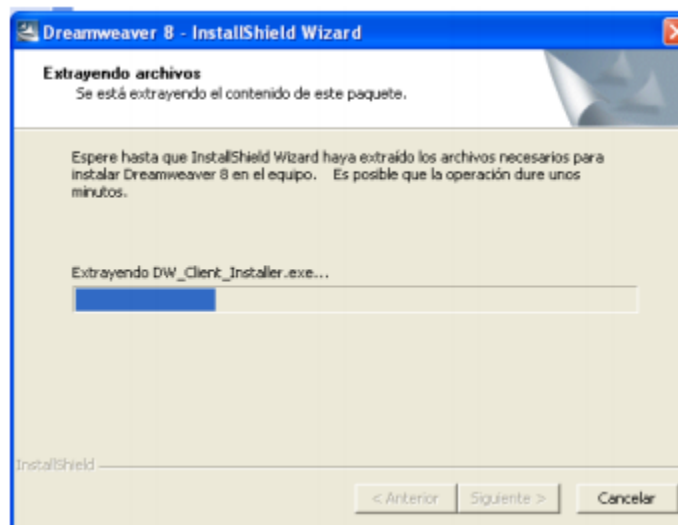 Dreamweaver 8 - InstallShield Wizard
Extrayendo archivos
Se está extrayendo el contenido de este paquete.
Espere hasta que InstallShield Wizard haya extraído los archivos necesarios para
instalar Dreamweaver 8 en el equipo. Es posible que la operación dure unos
minutos.
Extrayendo DW_Client_Installer.exe...
InstallShield
< Anterior Siguiente > Cancelar